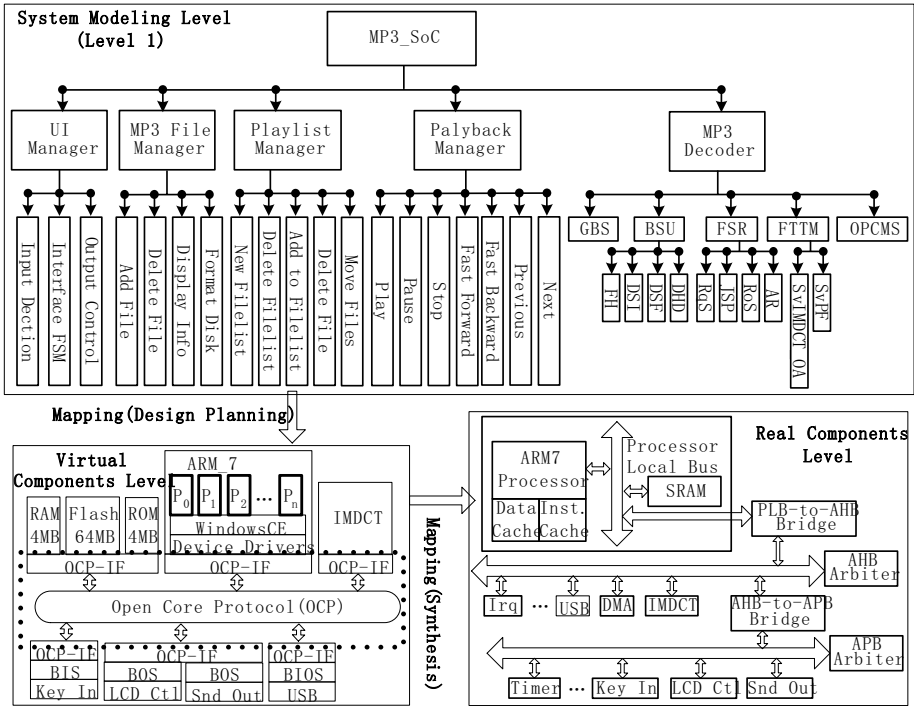 System Modeling Level
(Level 1)
MP3_SoC
UI
Manager
MP3 File
Manager
Playlist
Manager
Palyback
Manager
MP3
Decoder
Input Dection
Interface FSM
Output Control
Add File
Delete File
Display Info
Format Disk
New Filelist
Delete Filelist
Add to Filelist
Delete File
Move Files
Play
Pause
Stop
Fast Forward
Fast Backward
Previous
Next
GBS
BSU
FSR
FTTM
OPCMS
FH
DSI
DSF
DHD
RqS
JSP
RoS
AR
SvIMDCT OA
SvPF
Mapping(Design Planning)
Virtual
Components Level
ARM_7
P0
P1
P2
...
Pn
RAM
4MB
Flash
64MB
ROM
4MB
WindowsCE
Device Drivers
IMDCT
OCP-IF
OCP-IF
OCP-IF
Open Core Protocol(OCP)
OCP-IF
BIS
Key In
OCP-IF
BOS
LCD Ctl
BOS
Snd Out
OCP-IF
BIOS
USB
Mapping(Synthesis)
Real Components
Level
ARM7
Processor
Data
Cache
Inst.
Cache
Processor
Local Bus
SRAM
PLB-to-AHB
Bridge
AHB
Arbiter
Irq
...
USB
DMA
IMDCT
AHB-to-APB
Bridge
APB
Arbiter
Timer
...
Key In
LCD Ctl
Snd Out